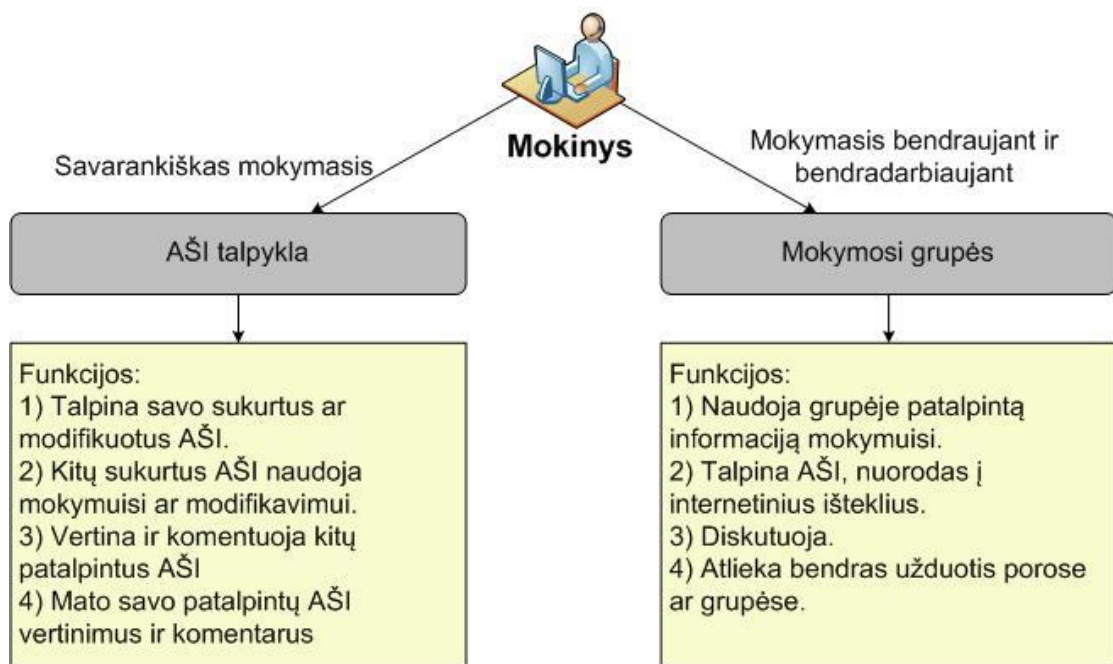 Mokinys
Savarankiškas mokymasis
Mokymasis bendraujant ir
bendradarbiaujant
AŠI talpykla
Mokymosi grupės
Funkcijos:
1) Talpina savo sukurtus ar
modifikuotus AŠI.
2) Kitų sukurtus AŠI naudoja
mokymuisi ar modifikavimui.
3) Vertina ir komentuoja kitų
patalpintus AŠI
4) Mato savo patalpintų AŠI
vertinimus ir komentarus
Funkcijos:
1) Naudoja grupėje patalpintą
informaciją mokymuisi.
2) Talpina AŠI, nuorodas į
internetinius išteklius.
3) Diskutuoja.
4) Atlieka bendras užduotis porose
ar grupėse.